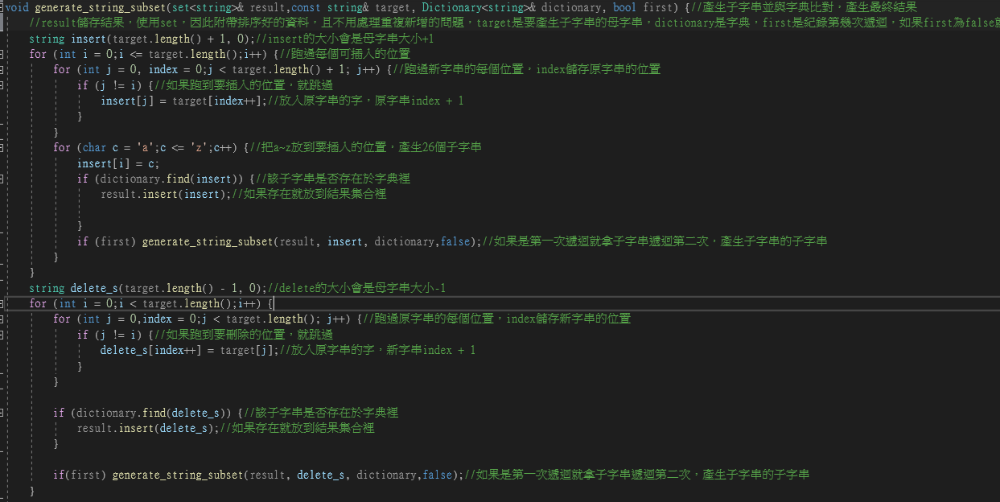 void generate_string_subset(set<string>& result,const string& target, Dictionary<string>& dictionary, bool first) {//產生子字串並與字典比對，產生最終結果
//result儲存結果，使用set，因此附帶排序好的資料，且不用處理重複新增的問題，target是要產生子字串的母字串，dictionary是字典，first是紀錄第幾次遞迴，如果first為false就
string insert(target.length() + 1, 0);//insert的大小會是母字串大小+1
for (int i = 0;i <= target.length();i++) {//跑過每個可插入的位置
for (int j = 0, index = 0;j < target.length() + 1; j++) {//跑過新字串的每個位置，index儲存原字串的位置
if (j != i) {//如果跑到要插入的位置，就跳過
insert[j] = target[index++];//放入原字串的字，原字串index + 1
}
}
for (char c = 'a';c <= 'z';c++) {//把a~z放到要插入的位置，產生26個子字串
insert[i] = c;
if (dictionary.find(insert)) {//該子字串是否存在於字典裡
result.insert(insert);//如果存在就放到結果集合裡
}
if (first) generate_string_subset(result, insert, dictionary,false);//如果是第一次遞迴就拿子字串遞迴第二次，產生子字串的子字串
}
}
string delete_s(target.length() - 1, 0);//delete的大小會是母字串大小-1
for (int i = 0;i < target.length();i++) {
for (int j = 0,index = 0;j < target.length(); j++) {//跑過原字串的每個位置，index儲存新字串的位置
if (j != i) {//如果跑到要刪除的位置，就跳過
delete_s[index++] = target[j];//放入原字串的字，新字串index + 1
}
}
if (dictionary.find(delete_s)) {//該子字串是否存在於字典裡
result.insert(delete_s);//如果存在就放到結果集合裡
}
if(first) generate_string_subset(result, delete_s, dictionary,false);//如果是第一次遞迴就拿子字串遞迴第二次，產生子字串的子字串
}